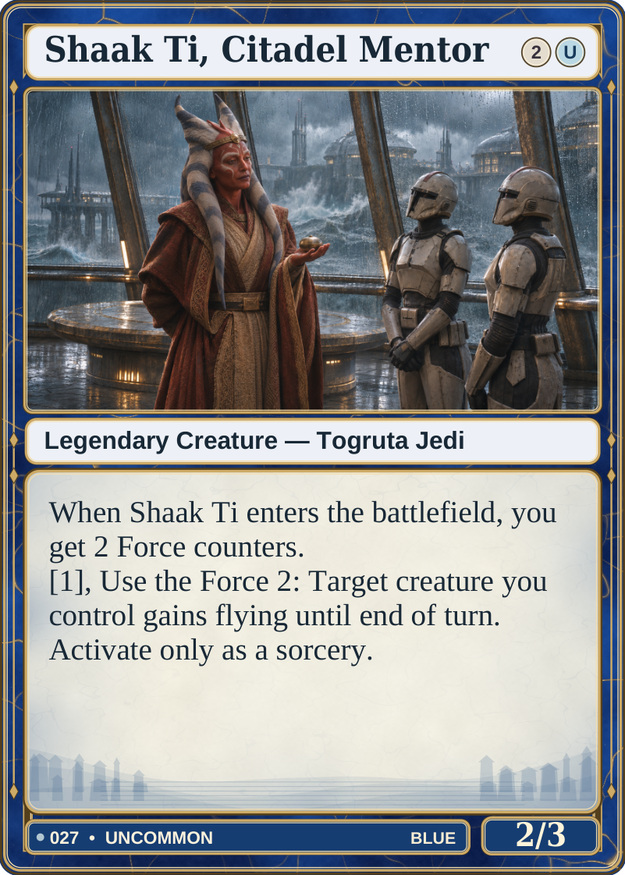 Shaak Ti, Citadel Mentor 2 U
Legendary Creature — Togruta Jedi
When Shaak Ti enters the battlefield, you
get 2 Force counters.
[1], Use the Force 2: Target creature you
control gains flying until end of turn.
Activate only as a sorcery.
027 • UNCOMMON BLUE 2/3